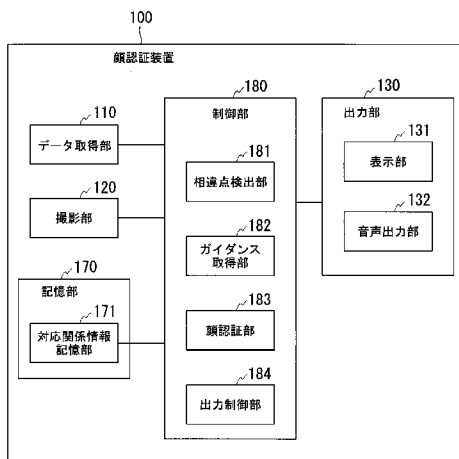 100
顔認証装置
110
データ取得部
120
撮影部
170
記憶部
171
対応関係情報
記憶部
180
制御部
181
相違点検出部
182
ガイダンス
取得部
183
顔認証部
184
出力制御部
130
出力部
131
表示部
132
音声出力部